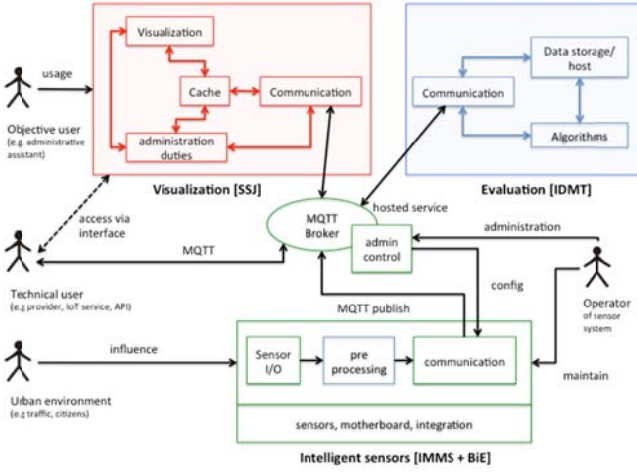 Visualization
Cache
Communication
administration
duties
Visualization [SSJ]
Data storage/
host
Communication
Algorithms
Evaluation [IDMT]
usage
Objective user
(e.g. administrative
assistant)
access via
interface
hosted service
MQTT
Broker
admin
control
administration
MQTT
Technical user
(e.g provider, IoT service, API)
config
Operator
of sensor
system
MQTT publish
influence
Urban environment
(e.g traffic, citizens)
Sensor
I/O
pre
processing
communication
maintain
sensors, motherboard, integration
Intelligent sensors [IMMS + BiE]